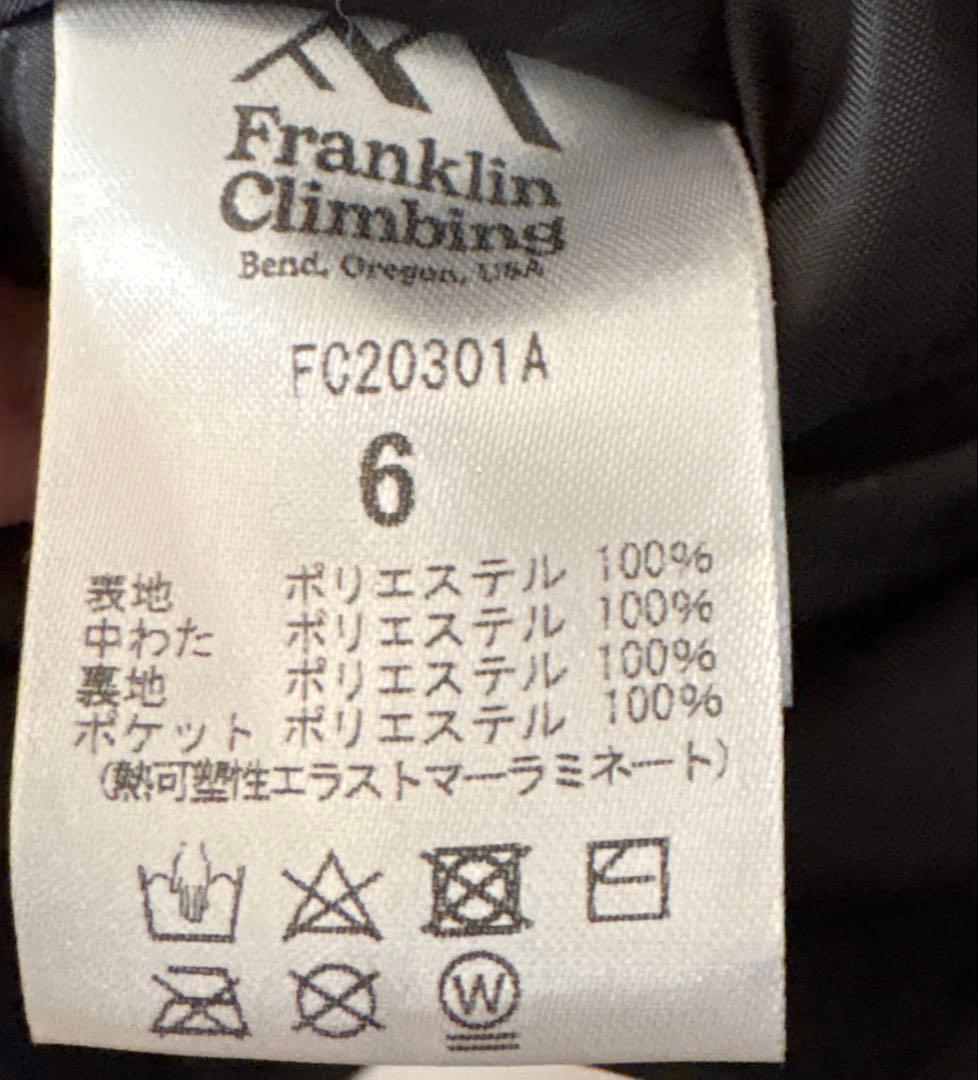 Franklin
Climbing
Bend, Oregon, USA
FC20301A
6
表地 ポリエステル 100%
中わた ポリエステル 100%
裏地 ポリエステル 100%
ポケット ポリエステル 100%
(熱可塑性エラストマーラミネート)
W